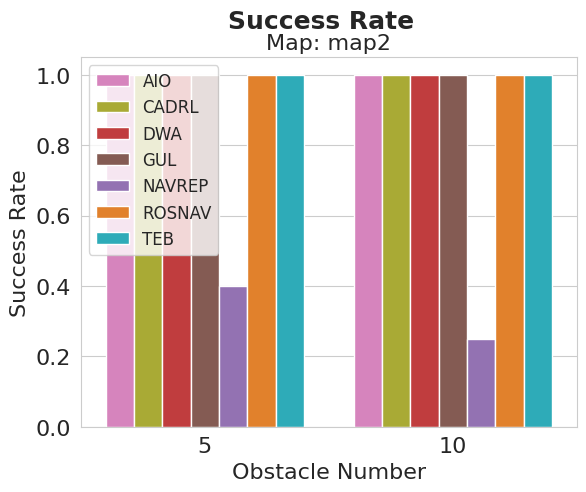 Success Rate
Map: map2
1.0
0.8
0.6
0.4
0.2
0.0
Success Rate
AIO
CADRL
DWA
GUL
NAVREP
ROSNAV
TEB
5
10
Obstacle Number